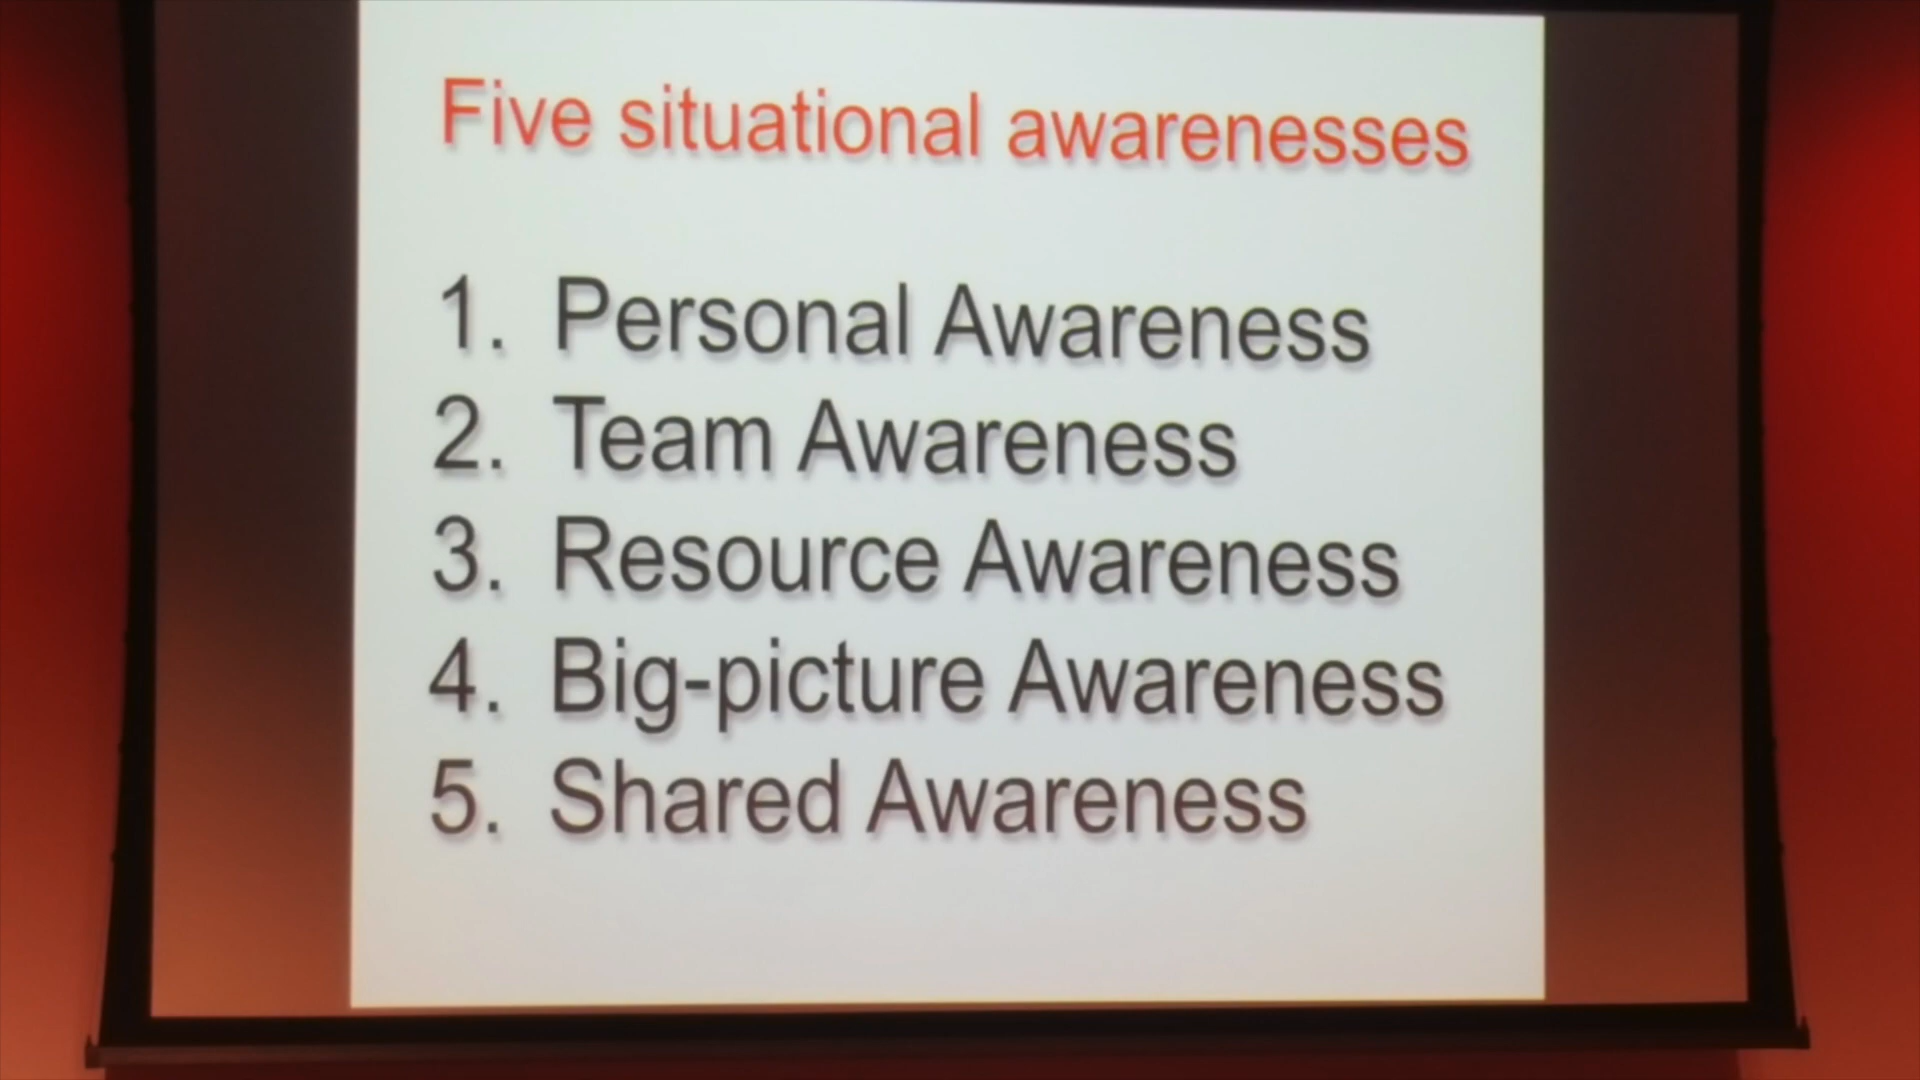 Five situational awarenesses
1. Personal Awareness
2. Team Awareness
3. Resource Awareness
4. Big-picture Awareness
5. Shared Awareness